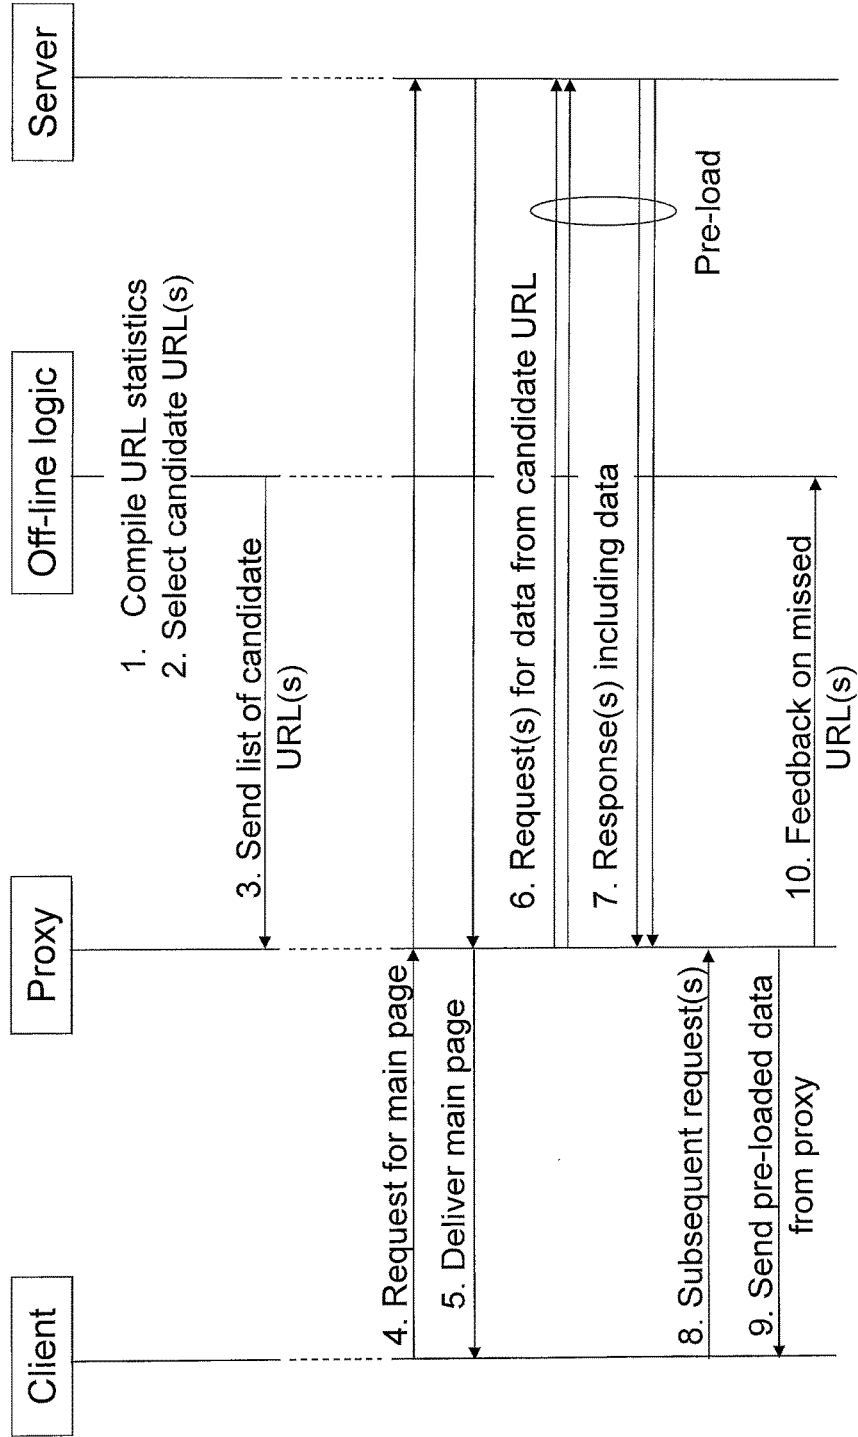 Client
Proxy
Off-line logic
Server
1. Compile URL statistics
2. Select candidate URL(s)
3. Send list of candidate
URL(s)
4. Request for main page
5. Deliver main page
6. Request(s) for data from candidate URL
7. Response(s) including data
Pre-load
8. Subsequent request(s)
9. Send pre-loaded data
from proxy
10. Feedback on missed
URL(s)